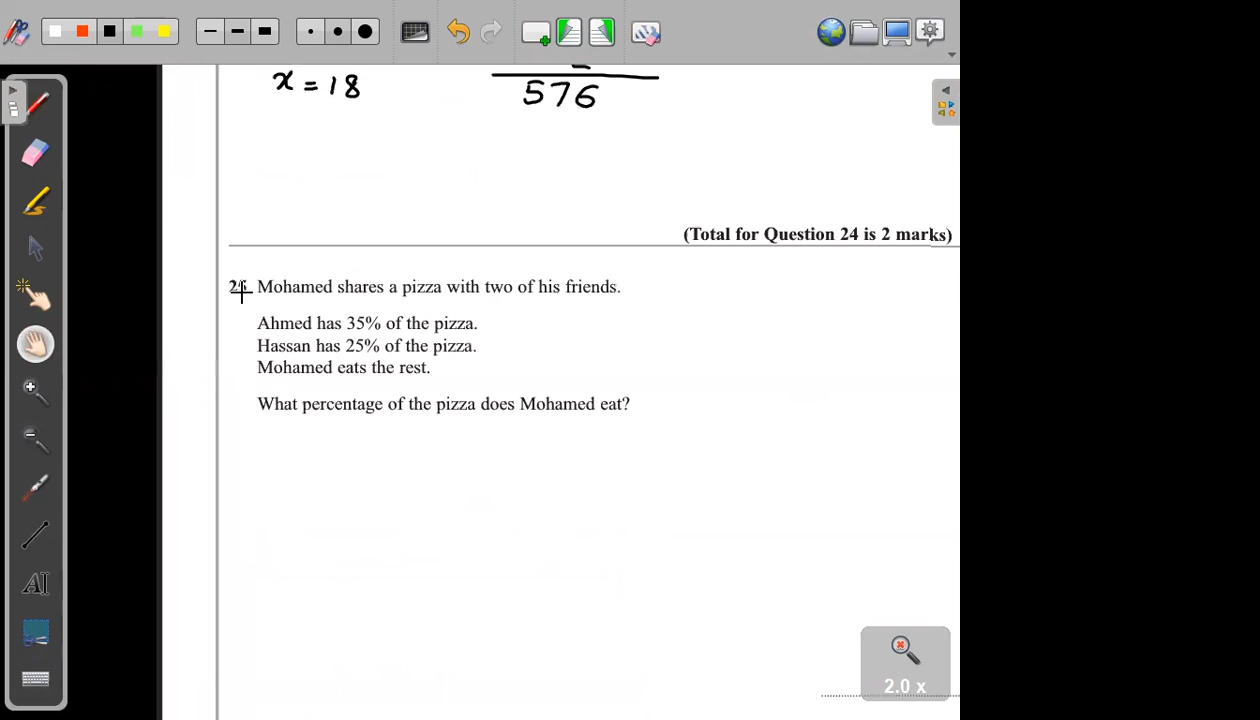 x = 18
576
(Total for Question 24 is 2 marks)
Mohamed shares a pizza with two of his friends.
Ahmed has 35% of the pizza.
Hassan has 25% of the pizza.
Mohamed eats the rest.
What percentage of the pizza does Mohamed eat?
AI
2.0 x